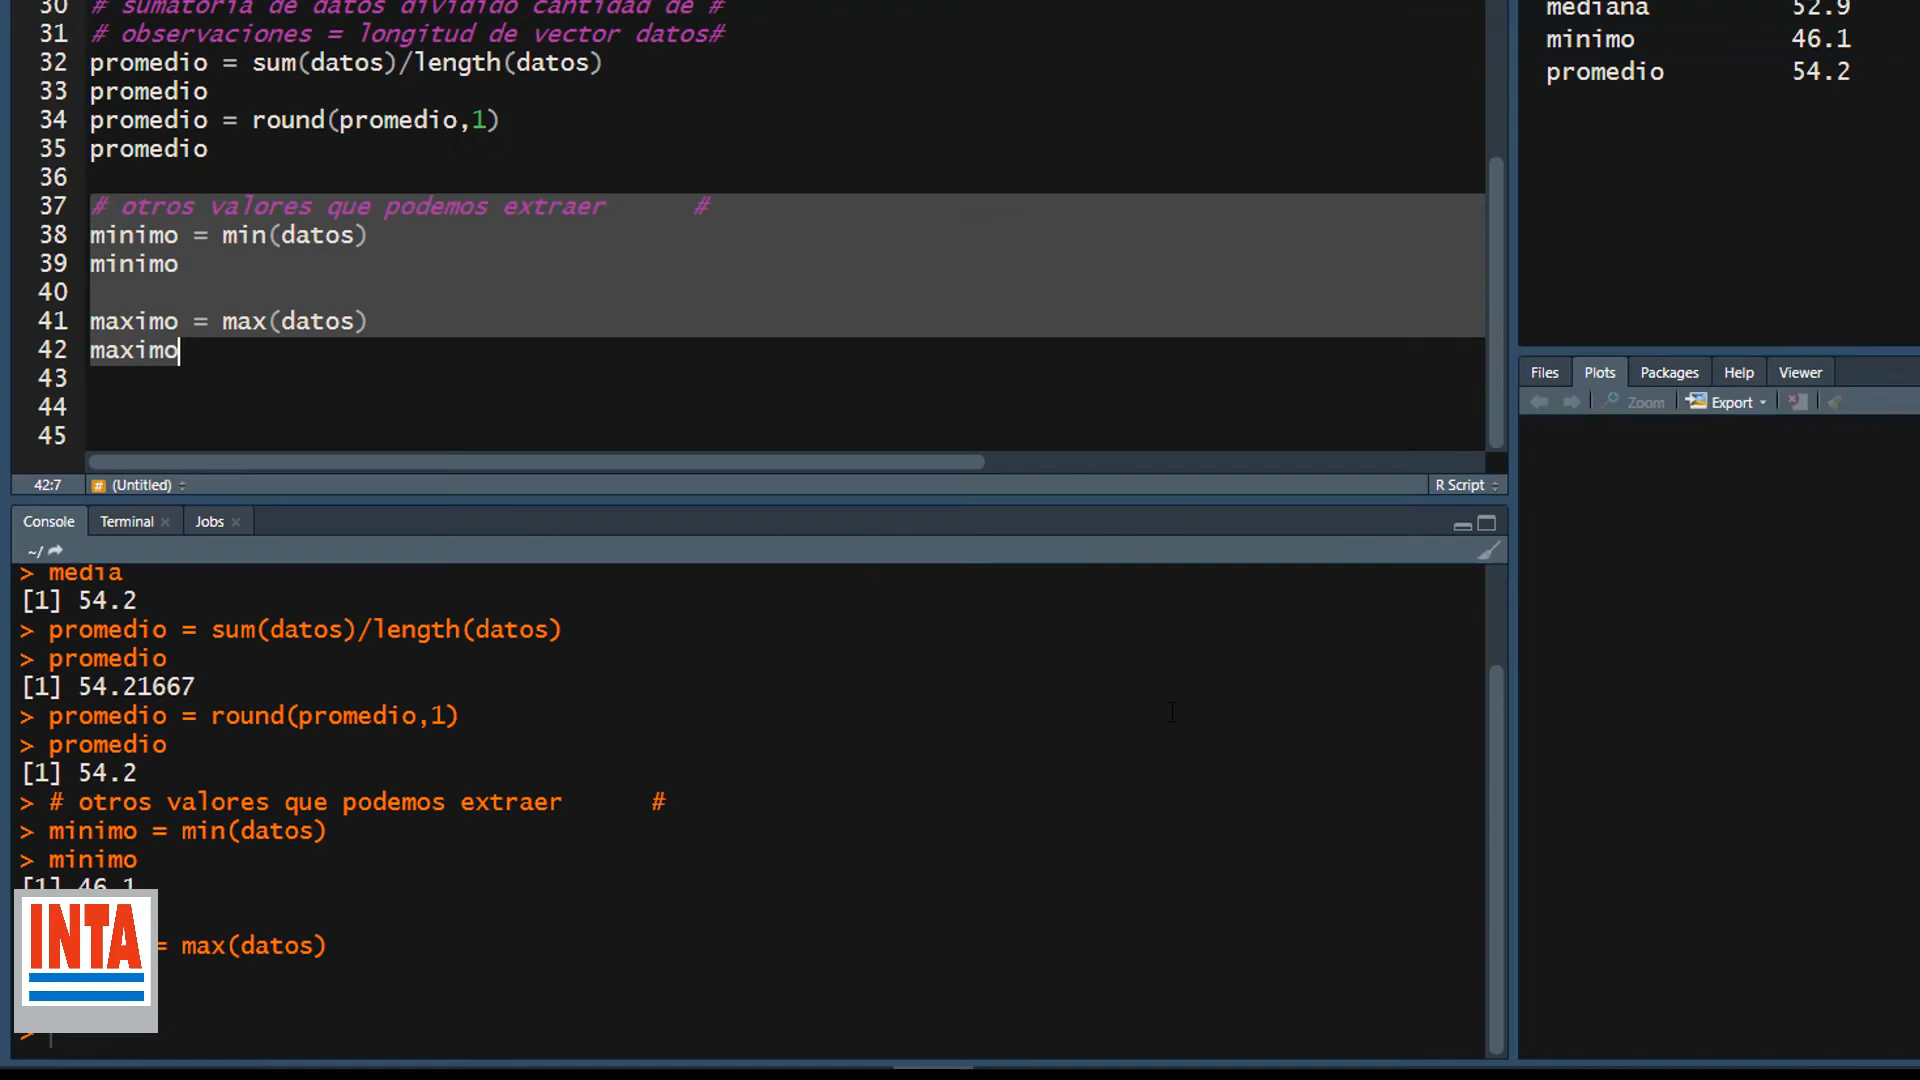 30 # sumatoria de datos dividido cantidad de #
31 # observaciones = longitud de vector datos#
32 promedio = sum(datos)/length(datos)
33 promedio
34 promedio = round(promedio,1)
35 promedio
36
37 # otros valores que podemos extraer #
38 minimo = min(datos)
39 minimo
40
41 maximo = max(datos)
42 maximo
43
44
45
42:7 # (Untitled) R Script
Console Terminal Jobs
~/
> media
[1] 54.2
> promedio = sum(datos)/length(datos)
> promedio
[1] 54.21667
> promedio = round(promedio,1)
> promedio
[1] 54.2
> # otros valores que podemos extraer #
> minimo = min(datos)
> minimo
[1] 46.1
= max(datos)
>
INTA
mediana 52.9
minimo 46.1
promedio 54.2
Files Plots Packages Help Viewer
Zoom Export